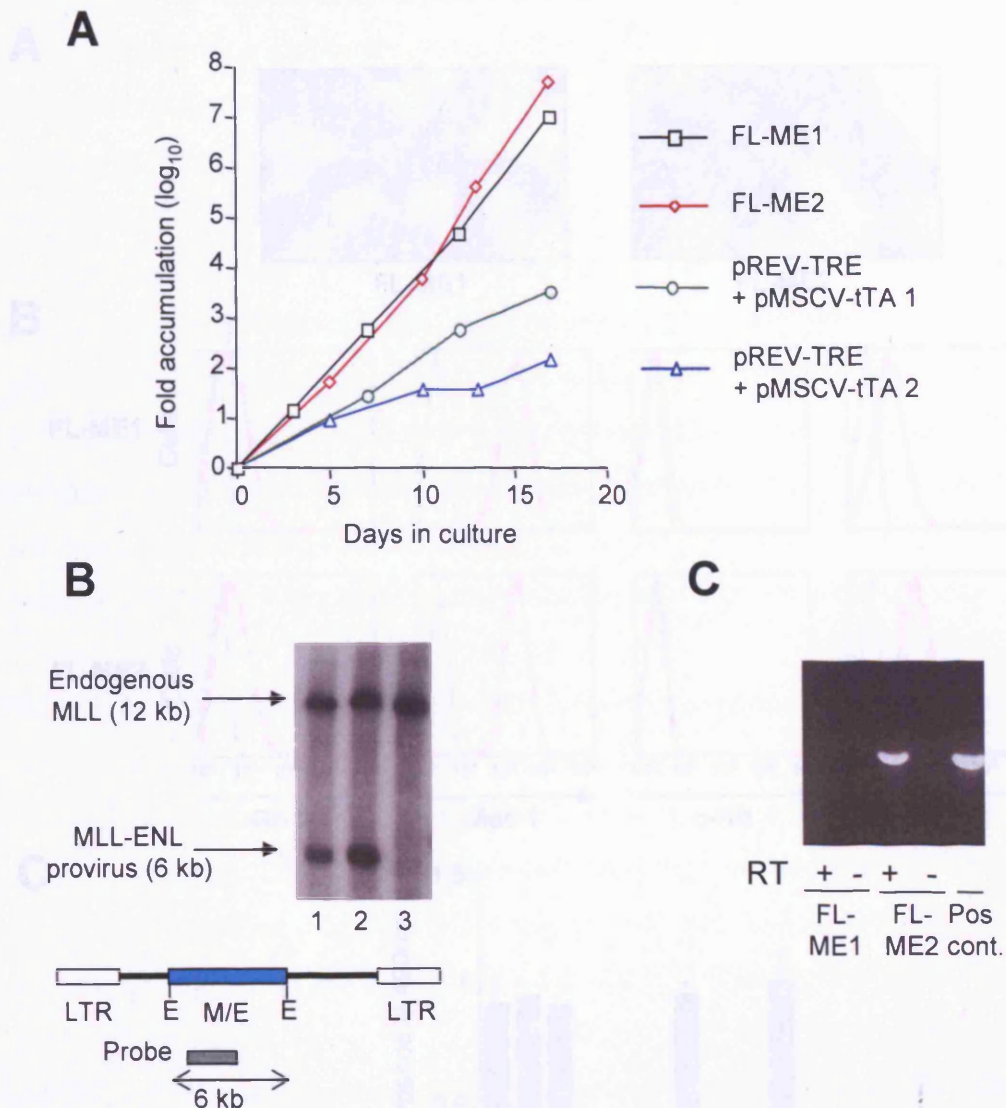 A
8
7
6
5
4
3
2
1
0
Fold accumulation (log10)
0 5 10 15 20
Days in culture
FL-ME1
FL-ME2
pREV-TRE
+ pMSCV-tTA 1
pREV-TRE
+ pMSCV-tTA 2
B
Endogenous
MLL (12 kb)
MLL-ENL
provirus (6 kb)
1 2 3
LTR E M/E E LTR
Probe
6 kb
C
RT + - + -
FL- FL- Pos
ME1 ME2 cont.